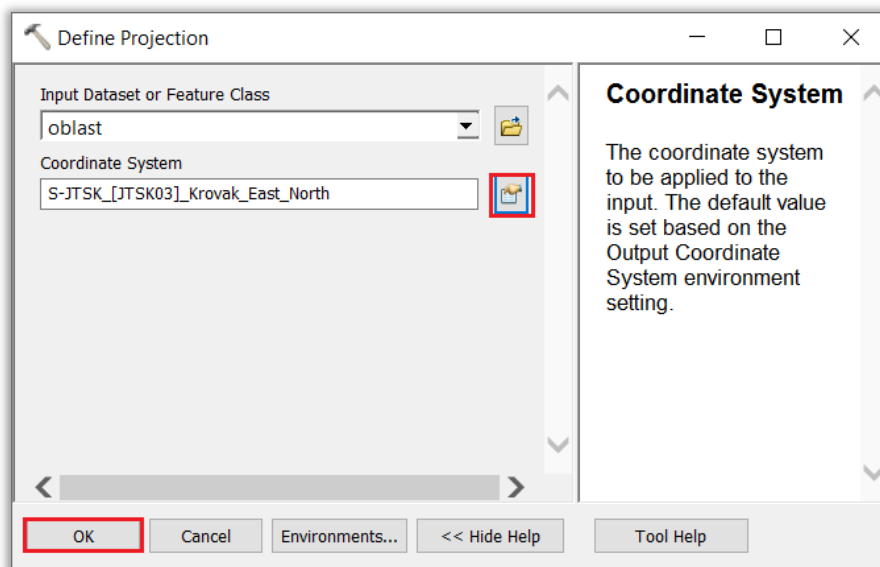 Define Projection
Input Dataset or Feature Class
oblast
Coordinate System
S-JTSK_[JTSK03]_Krovak_East_North
OK
Cancel
Environments...
<< Hide Help
Coordinate System
The coordinate system
to be applied to the
input. The default value
is set based on the
Output Coordinate
System environment
setting.
Tool Help